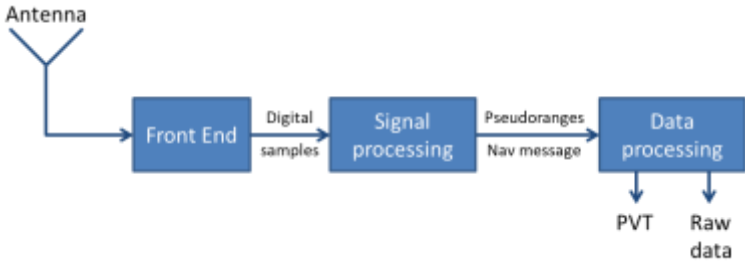 Antenna
Front End
Digital
samples
Signal
processing
Pseudoranges
Nav message
Data
processing
PVT
Raw
data